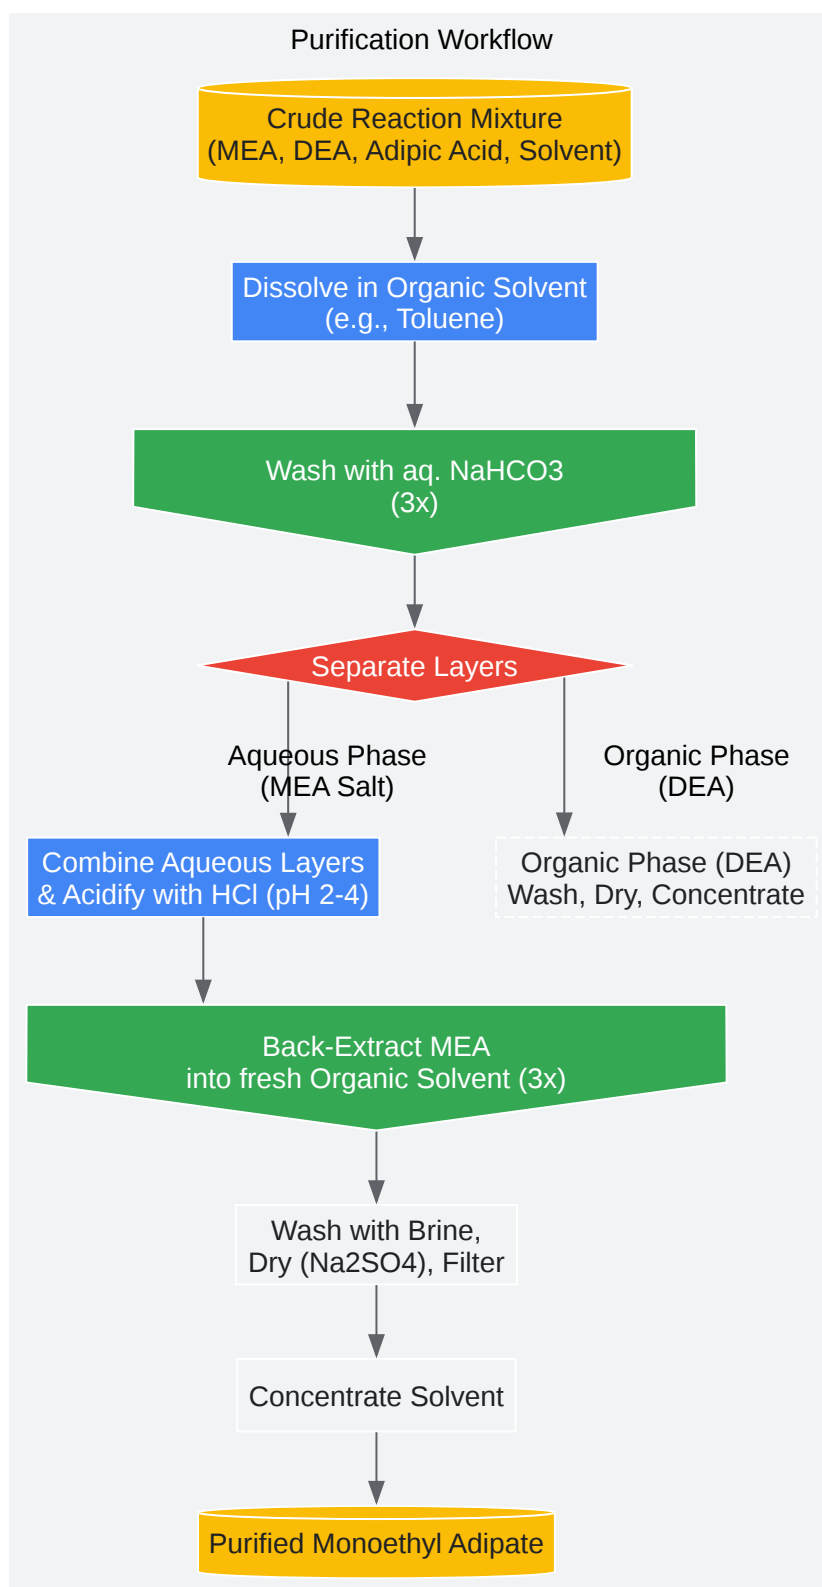 Purification Workflow
Crude Reaction Mixture
(MEA, DEA, Adipic Acid, Solvent)
Dissolve in Organic Solvent
(e.g., Toluene)
Wash with aq. NaHCO3
(3x)
Separate Layers
Aqueous Phase
(MEA Salt)
Organic Phase
(DEA)
Combine Aqueous Layers
& Acidify with HCl (pH 2-4)
Organic Phase (DEA)
Wash, Dry, Concentrate
Back-Extract MEA
into fresh Organic Solvent (3x)
Wash with Brine,
Dry (Na2SO4), Filter
Concentrate Solvent
Purified Monoethyl Adipate